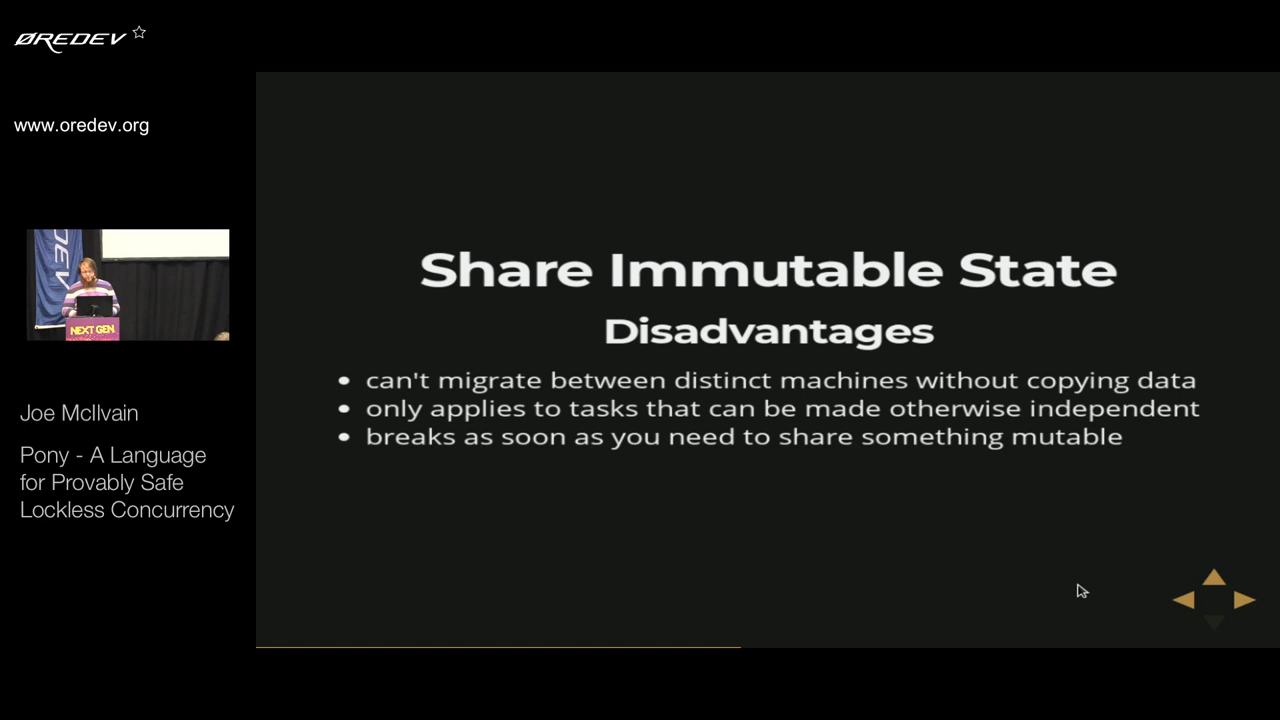 ØREDEV
www.oredev.org
NEXT GEN
Joe McIlvain
Pony - A Language
for Provably Safe
Lockless Concurrency
Share Immutable State
Disadvantages
• can't migrate between distinct machines without copying data
• only applies to tasks that can be made otherwise independent
• breaks as soon as you need to share something mutable